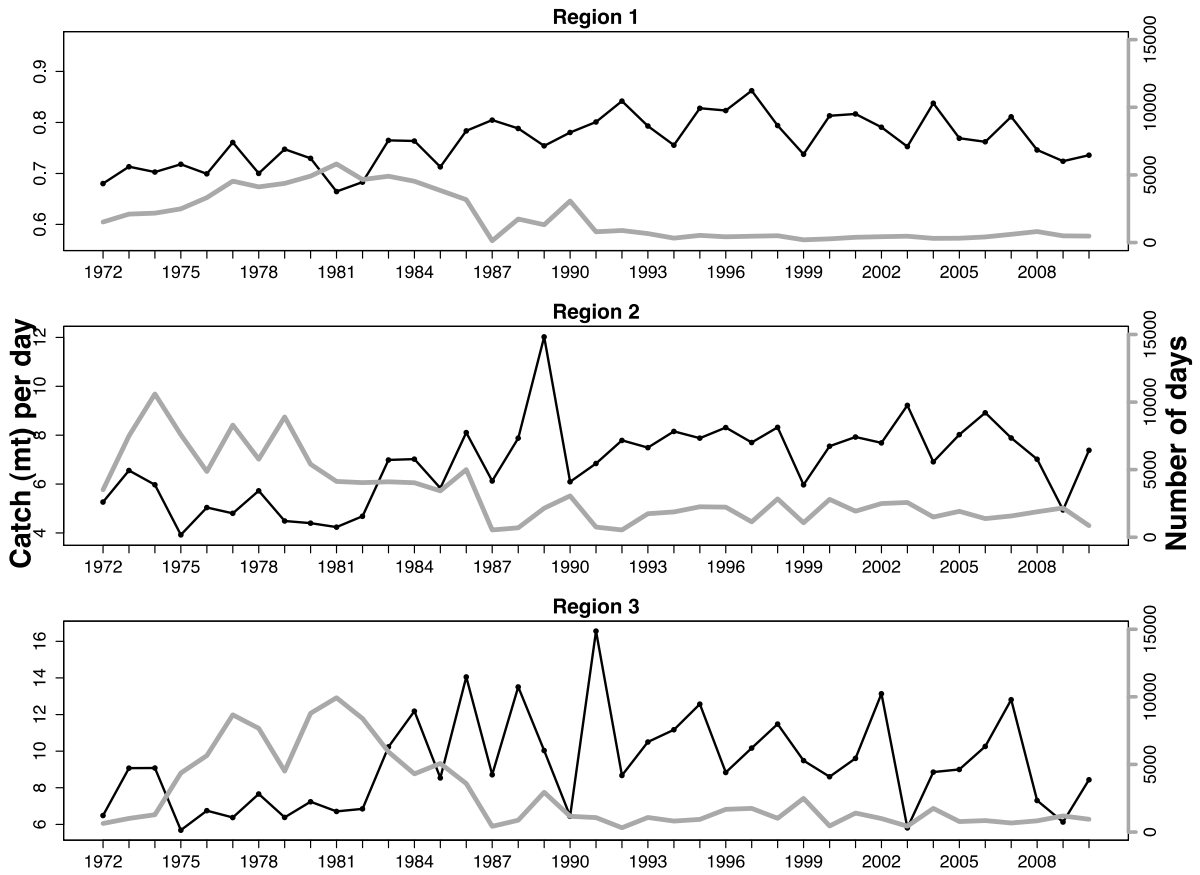 Region 1
0.6 0.7 0.8 0.9
0 5000 10000 15000
1972 1975 1978 1981 1984 1987 1990 1993 1996 1999 2002 2005 2008
Region 2
Catch (mt) per day
4 6 8 10 12
0 5000 10000 15000
Number of days
1972 1975 1978 1981 1984 1987 1990 1993 1996 1999 2002 2005 2008
Region 3
6 8 10 12 14 16
0 5000 10000 15000
1972 1975 1978 1981 1984 1987 1990 1993 1996 1999 2002 2005 2008